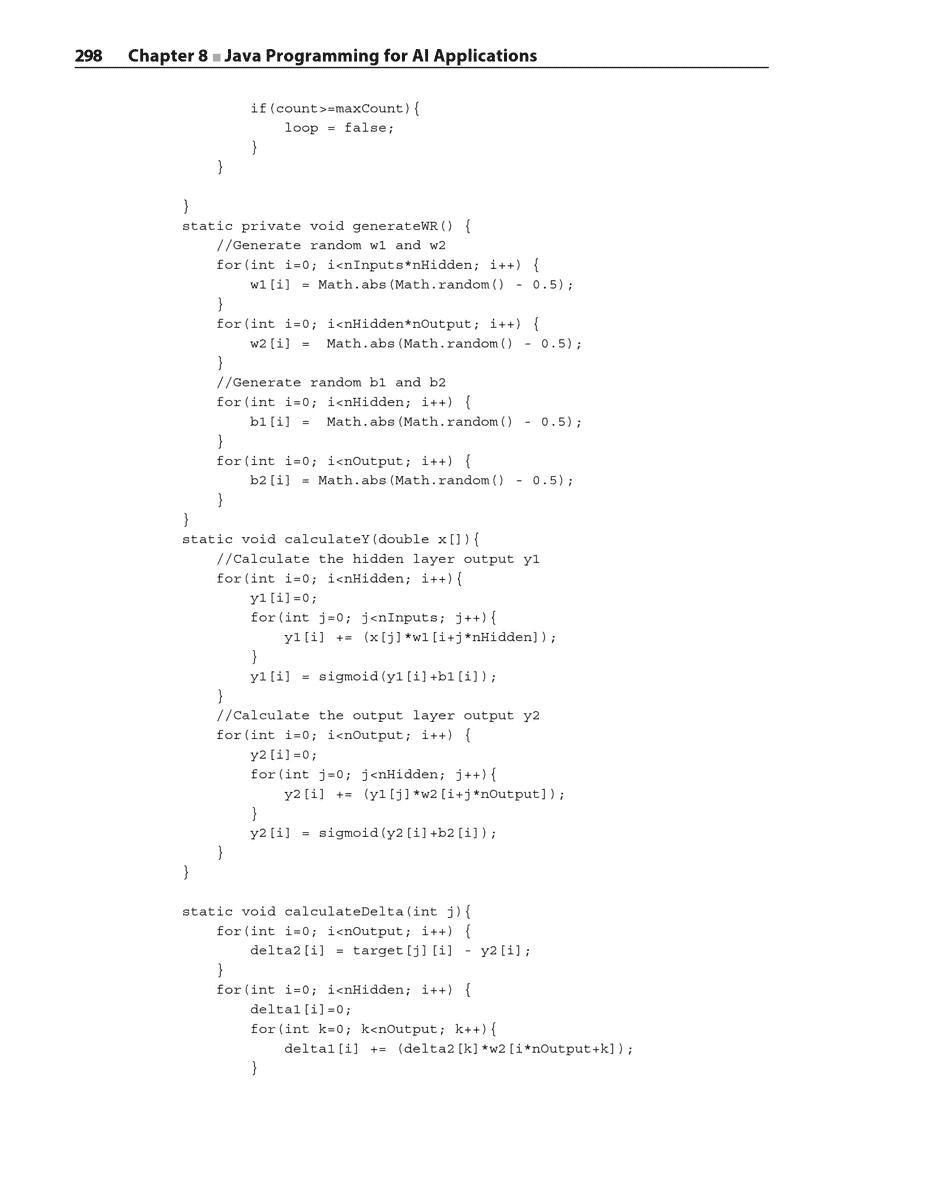 298 Chapter 8 ■ Java Programming for AI Applications
if(count>=maxCount){
loop = false;
}
}
}
static private void generateWR() {
//Generate random w1 and w2
for(int i=0; i<nInputs*nHidden; i++) {
w1[i] = Math.abs(Math.random() - 0.5);
}
for(int i=0; i<nHidden*nOutput; i++) {
w2[i] =  Math.abs(Math.random() - 0.5);
}
//Generate random b1 and b2
for(int i=0; i<nHidden; i++) {
b1[i] =  Math.abs(Math.random() - 0.5);
}
for(int i=0; i<nOutput; i++) {
b2[i] = Math.abs(Math.random() - 0.5);
}
}
static void calculateY(double x[]){
//Calculate the hidden layer output y1
for(int i=0; i<nHidden; i++){
y1[i]=0;
for(int j=0; j<nInputs; j++){
y1[i] += (x[j]*w1[i+j*nHidden]);
}
y1[i] = sigmoid(y1[i]+b1[i]);
}
//Calculate the output layer output y2
for(int i=0; i<nOutput; i++) {
y2[i]=0;
for(int j=0; j<nHidden; j++){
y2[i] += (y1[j]*w2[i+j*nOutput]);
}
y2[i] = sigmoid(y2[i]+b2[i]);
}
}
static void calculateDelta(int j){
for(int i=0; i<nOutput; i++) {
delta2[i] = target[j][i] - y2[i];
}
for(int i=0; i<nHidden; i++) {
delta1[i]=0;
for(int k=0; k<nOutput; k++){
delta1[i] += (delta2[k]*w2[i*nOutput+k]);
}